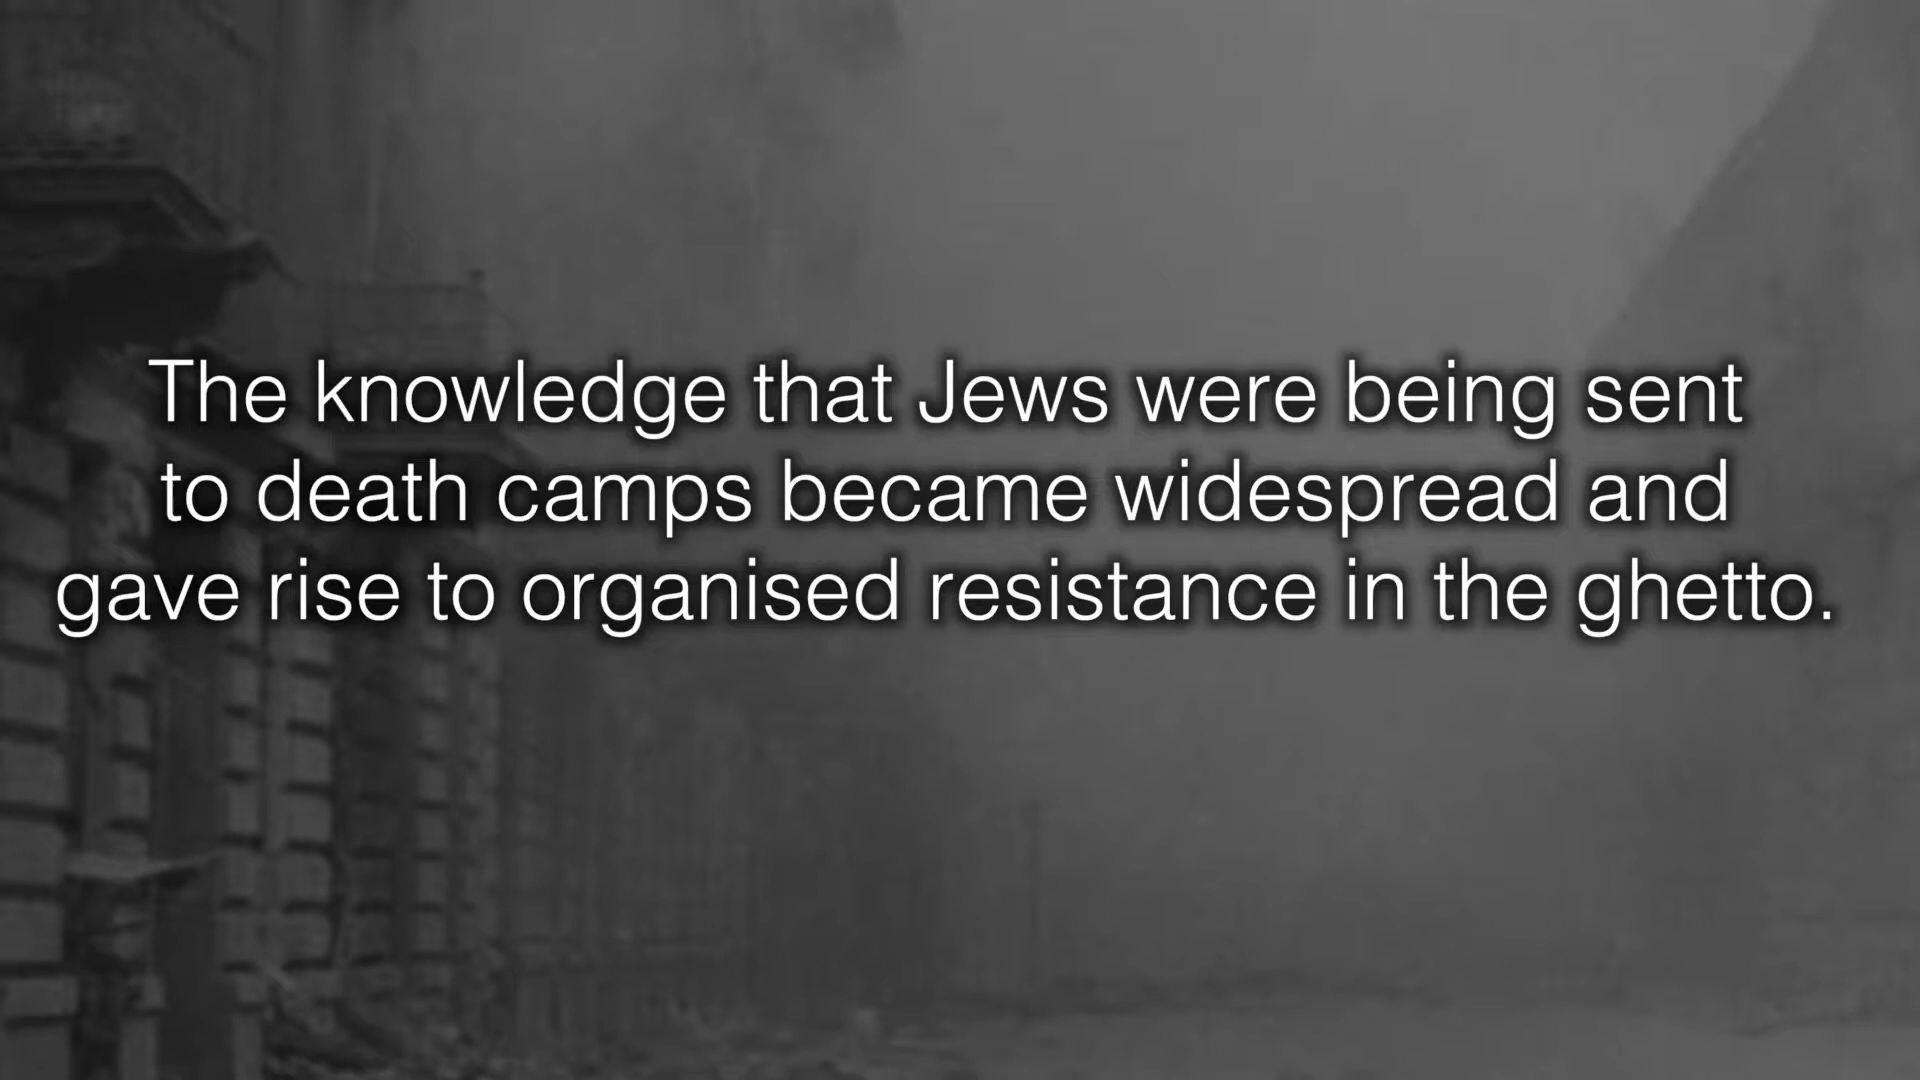 The knowledge that Jews were being sent
to death camps became widespread and
gave rise to organised resistance in the ghetto.